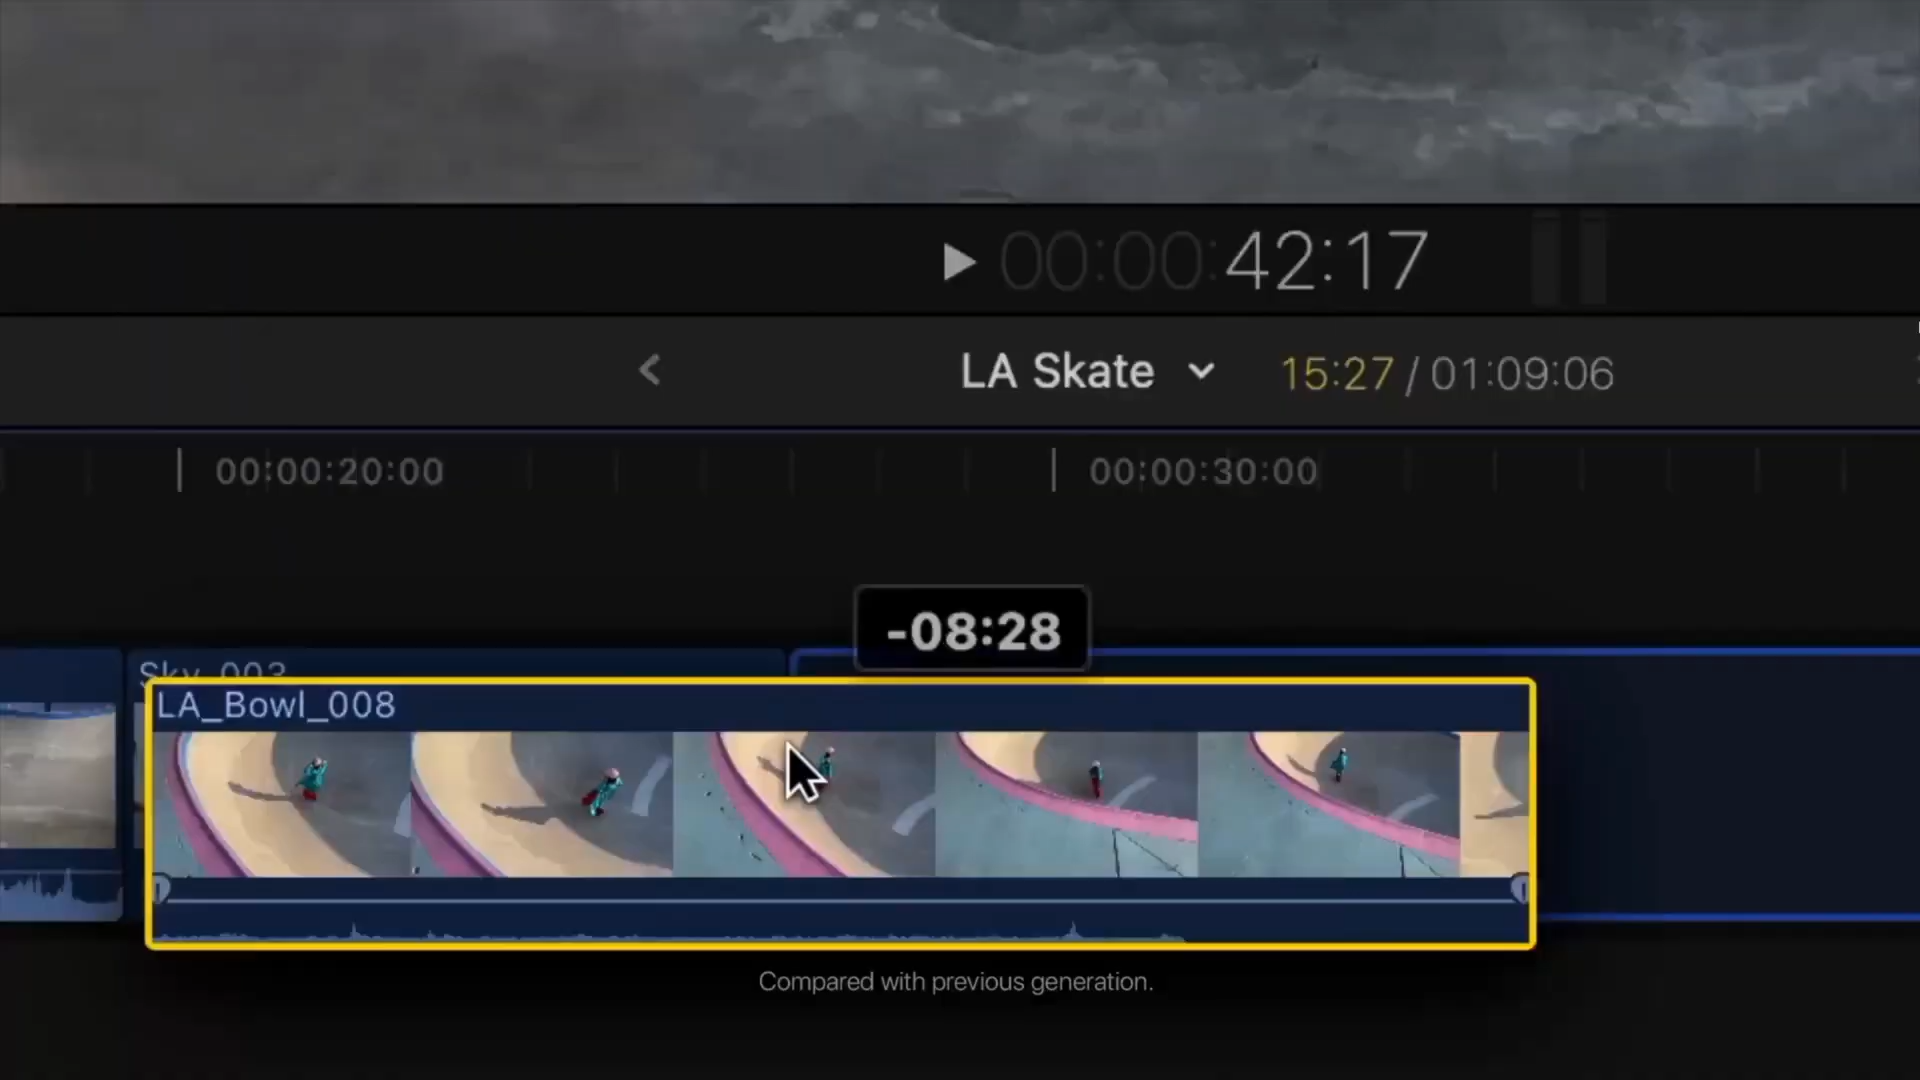 00:00:42:17
LA Skate 15:27 / 01:09:06
00:00:20:00 00:00:30:00
-08:28
Sky_003
LA_Bowl_008
Compared with previous generation.